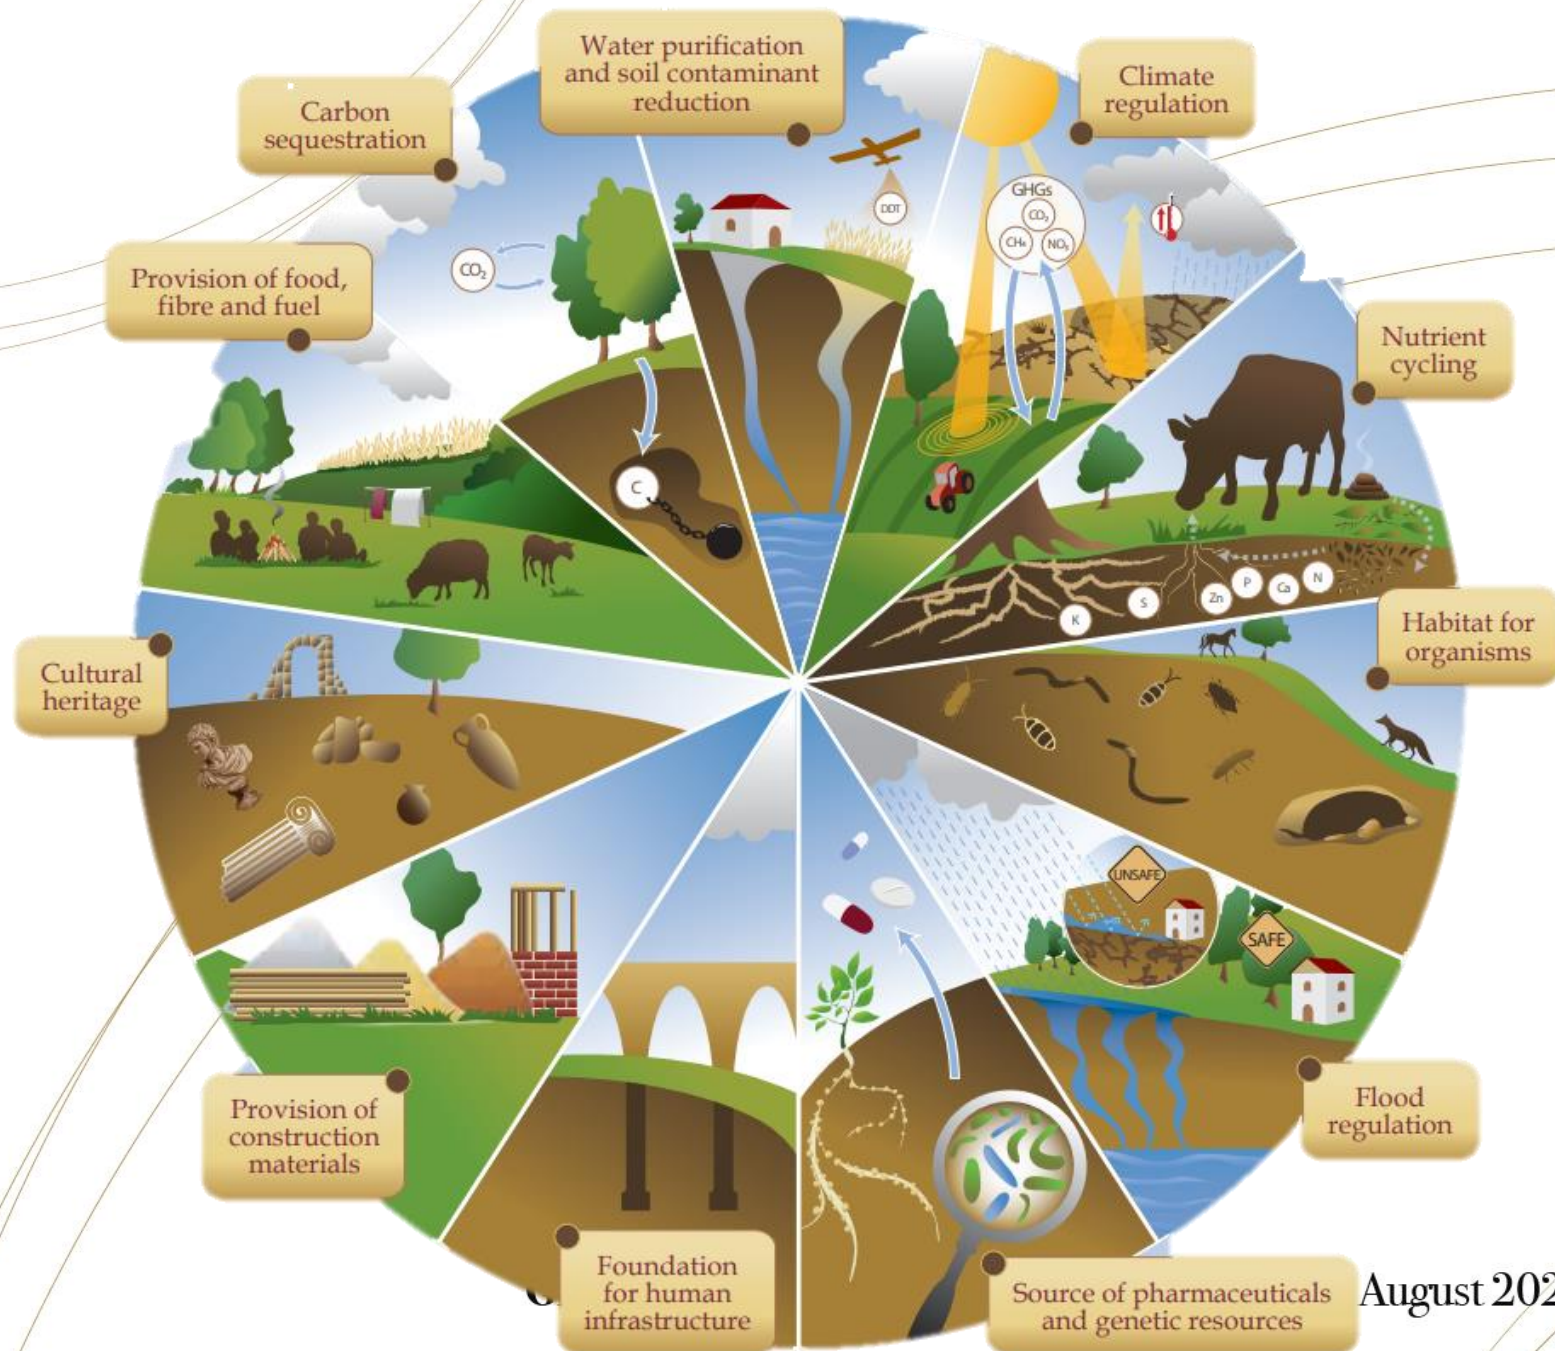 Water purification
and soil contaminant
reduction
Climate
regulation
Carbon
sequestration
Provision of food,
fibre and fuel
Nutrient
cycling
Habitat for
organisms
Cultural
heritage
Flood
regulation
Provision of
construction
materials
Foundation
for human
infrastructure
Source of pharmaceuticals
and genetic resources
August 202
DDT
GHGs
CO₂
CH₄
CO₂
C
K
S
Zn
P
Ca
N
UNSAFE
SAFE